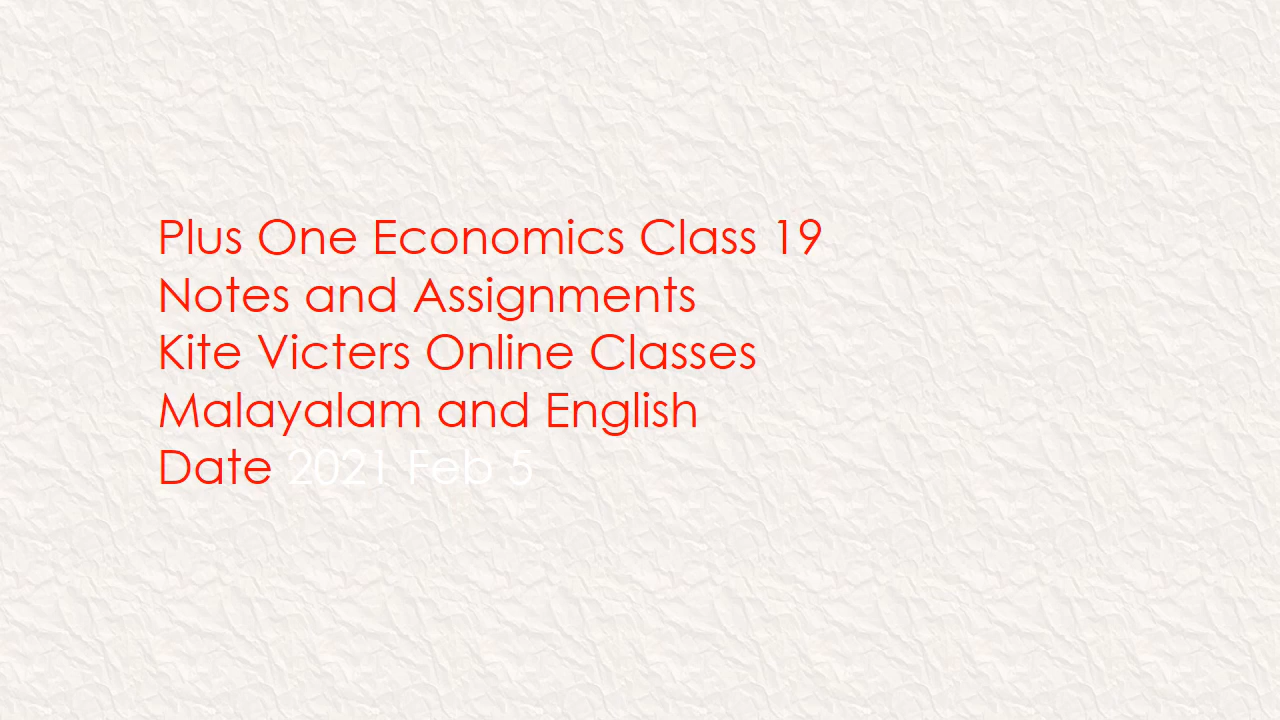 Plus One Economics Class 19
Notes and Assignments
Kite Victers Online Classes
Malayalam and English
Date 2021 Feb 5